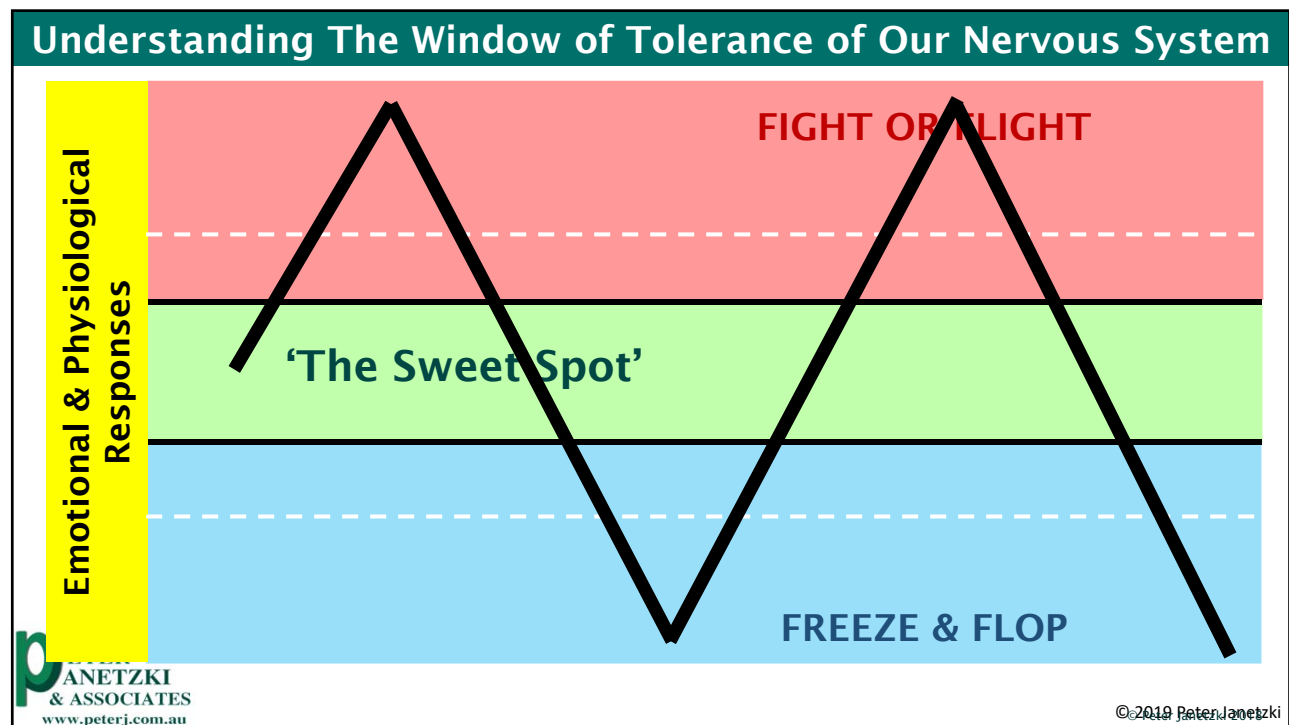 Understanding The Window of Tolerance of Our Nervous System
Emotional & Physiological
Responses
FIGHT OR FLIGHT
‘The Sweet Spot’
FREEZE & FLOP
ANETZKI
& ASSOCIATES
www.peterj.com.au
© 2019 Peter Janetzki